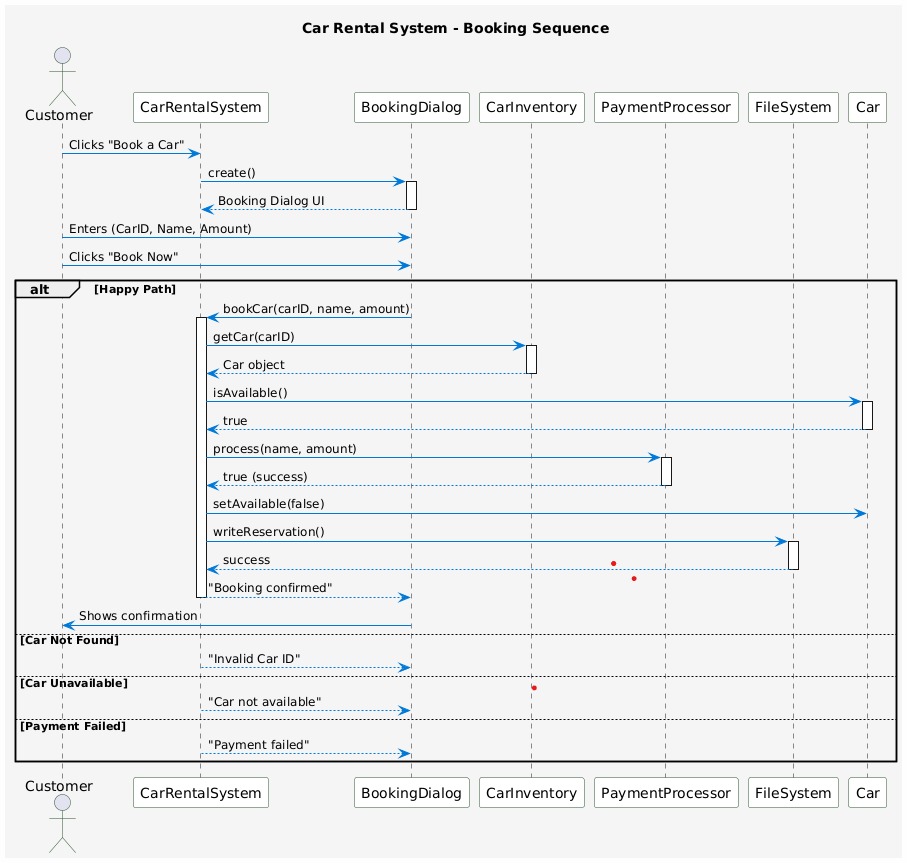 Car Rental System - Booking Sequence
Customer
CarRentalSystem
BookingDialog
CarInventory
PaymentProcessor
FileSystem
Car
Clicks "Book a Car"
create()
Booking Dialog UI
Enters (CarID, Name, Amount)
Clicks "Book Now"
alt
[Happy Path]
bookCar(carID, name, amount)
getCar(carID)
Car object
isAvailable()
true
process(name, amount)
true (success)
setAvailable(false)
writeReservation()
success
"Booking confirmed"
Shows confirmation
[Car Not Found]
"Invalid Car ID"
[Car Unavailable]
"Car not available"
[Payment Failed]
"Payment failed"
Customer
CarRentalSystem
BookingDialog
CarInventory
PaymentProcessor
FileSystem
Car